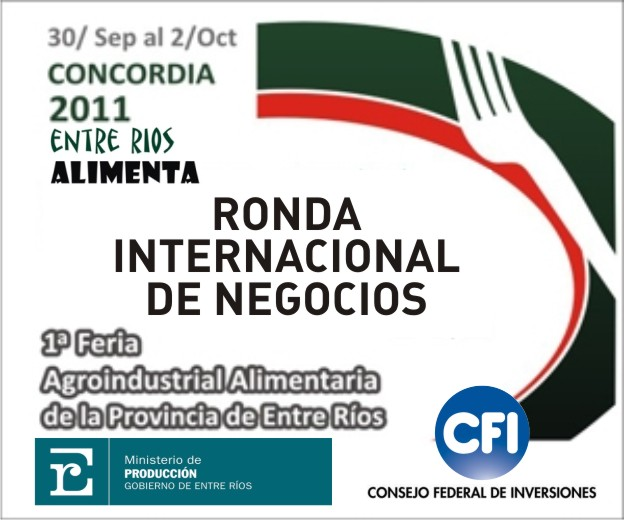 30/ Sep al 2/Oct
CONCORDIA
2011
ENTRE RIOS
ALIMENTA
RONDA
INTERNACIONAL
DE NEGOCIOS
1ª Feria
Agroindustrial Alimentaria
de la Provincia de Entre Ríos
Ministerio de
PRODUCCIÓN
GOBIERNO DE ENTRE RÍOS
CFI
CONSEJO FEDERAL DE INVERSIONES